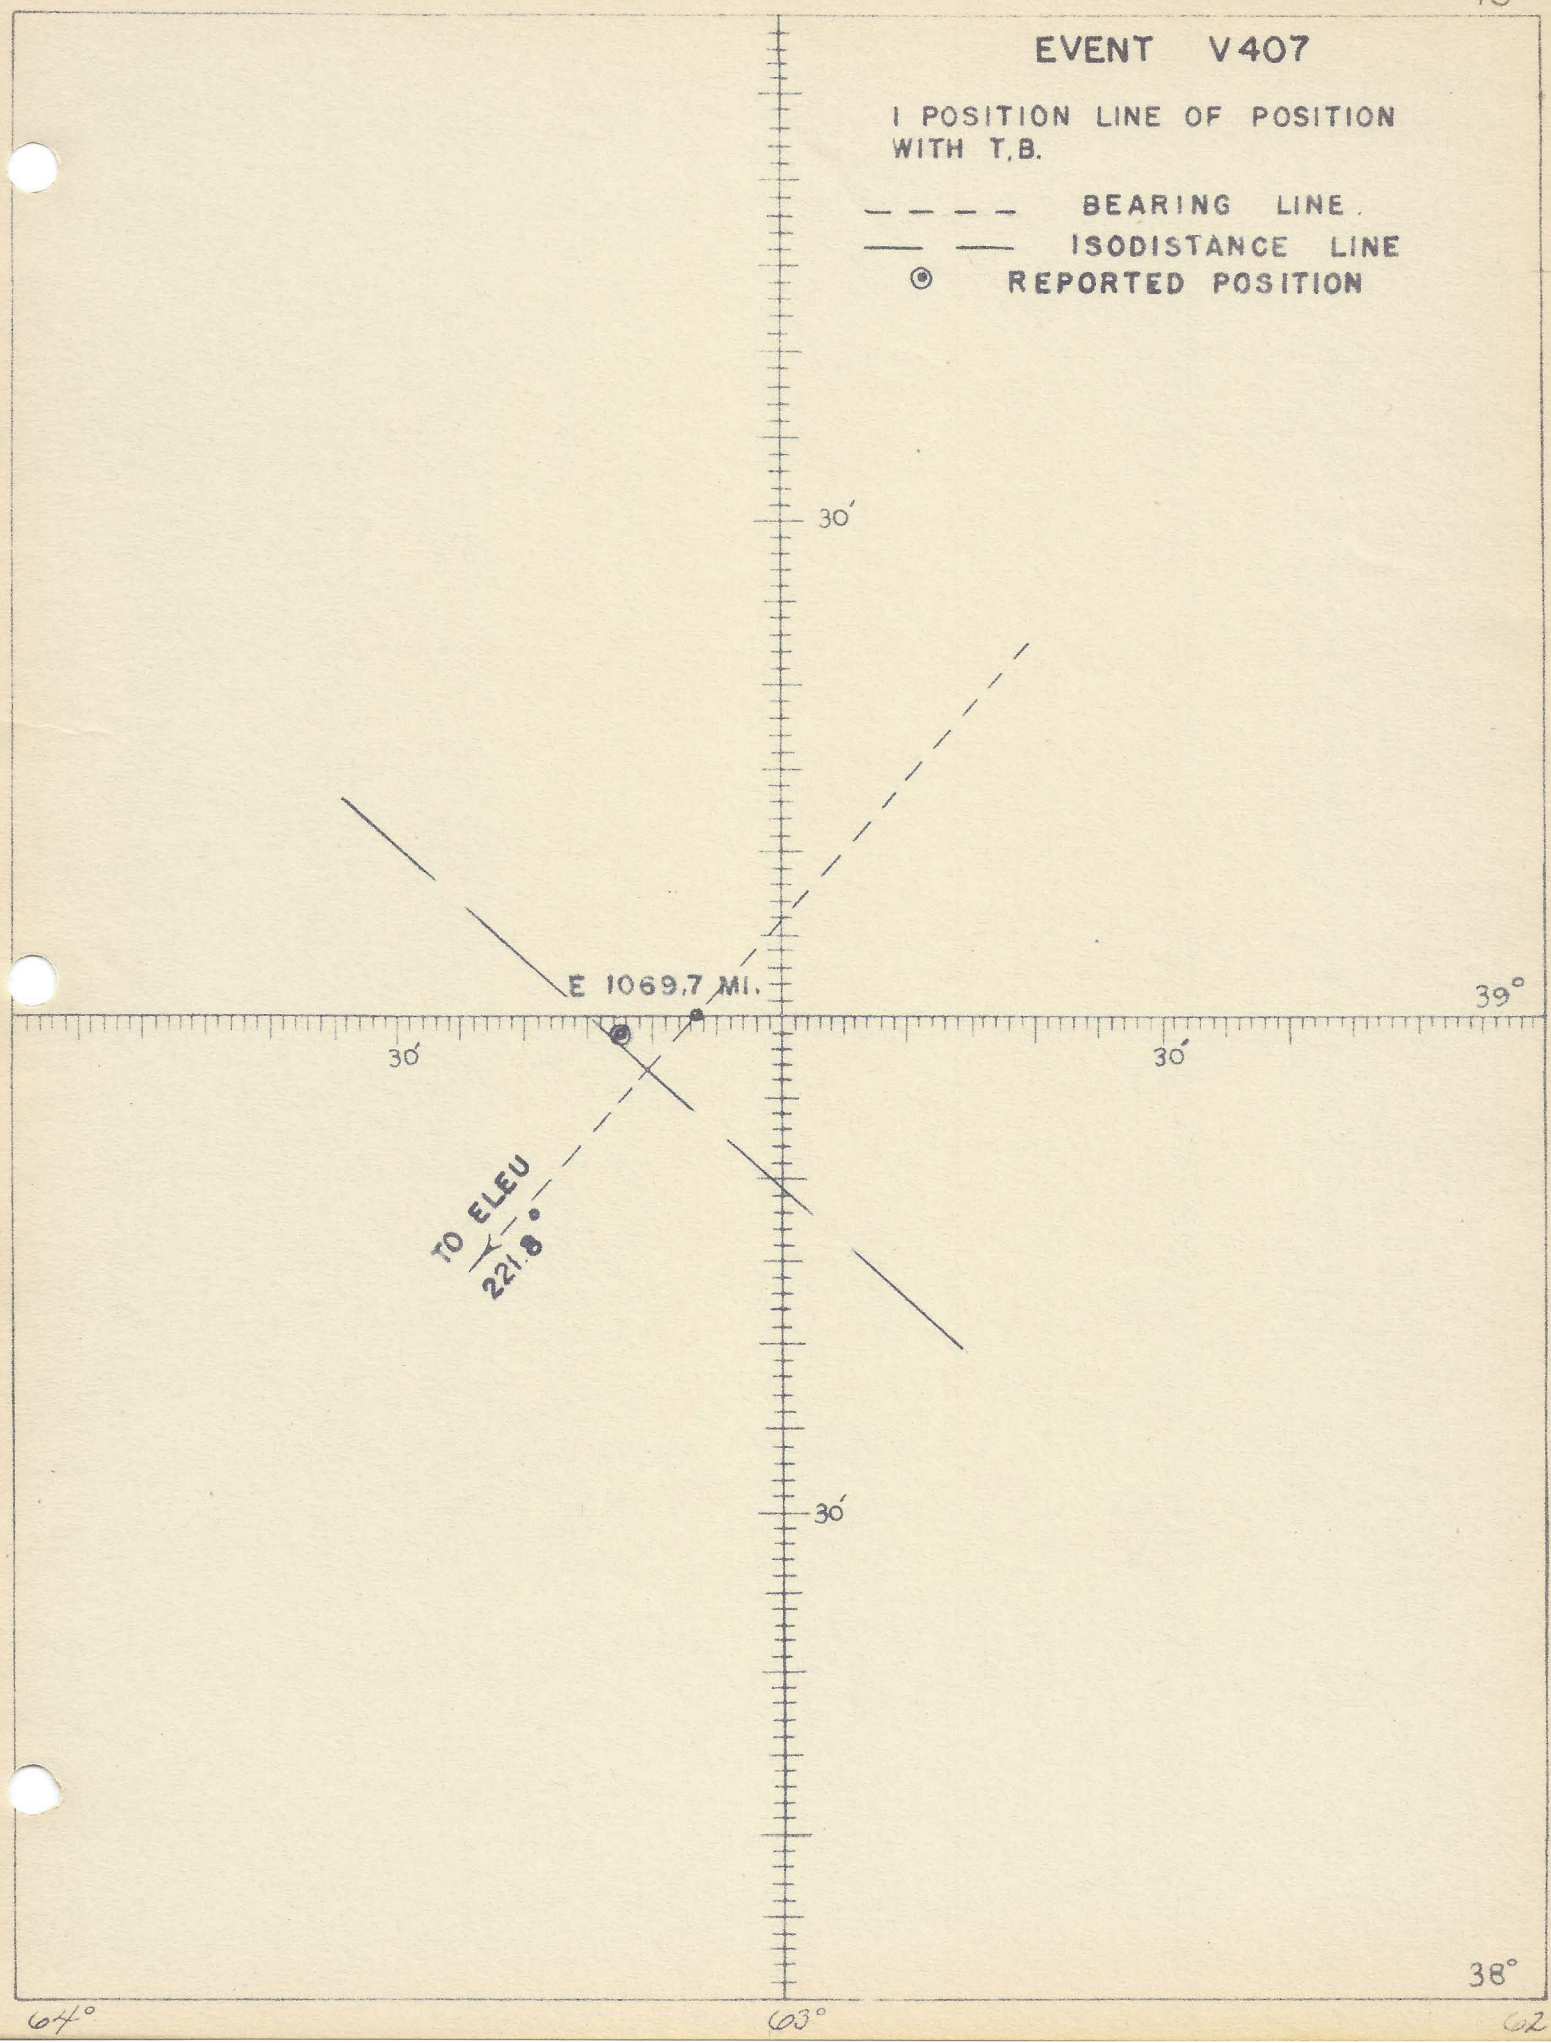 EVENT V407
1 POSITION LINE OF POSITION
WITH T.B.
BEARING LINE.
ISODISTANCE LINE
REPORTED POSITION
30′
E 1069.7 MI.
39°
30′
30′
TO ELEU
221.8°
30′
38°
64°
63°
62